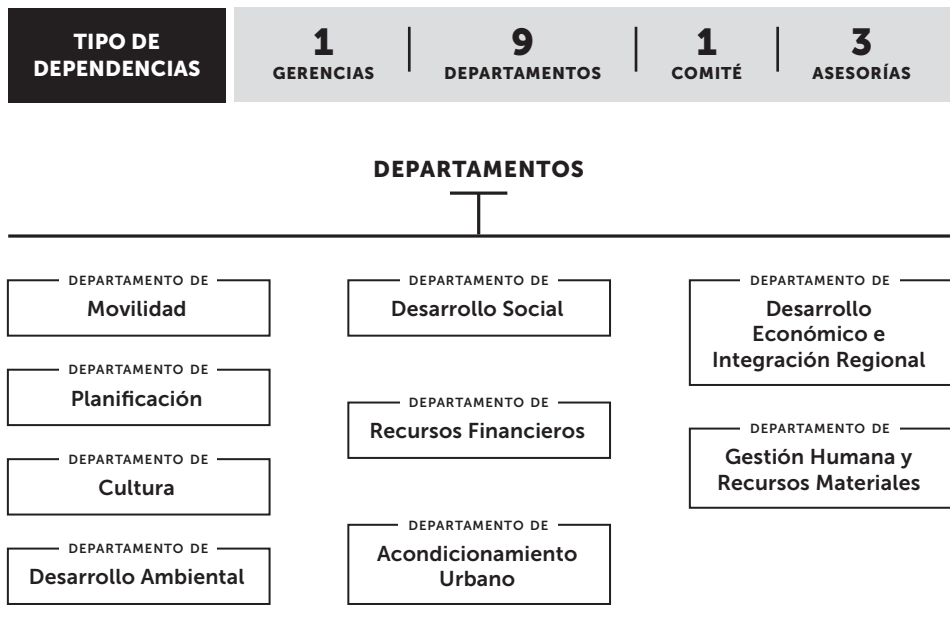 TIPO DE
DEPENDENCIAS
1
GERENCIAS
9
DEPARTAMENTOS
1
COMITÉ
3
ASESORÍAS
DEPARTAMENTOS
DEPARTAMENTO DE
Movilidad
DEPARTAMENTO DE
Planificación
DEPARTAMENTO DE
Cultura
DEPARTAMENTO DE
Desarrollo Ambiental
DEPARTAMENTO DE
Desarrollo Social
DEPARTAMENTO DE
Recursos Financieros
DEPARTAMENTO DE
Acondicionamiento
Urbano
DEPARTAMENTO DE
Desarrollo
Económico e
Integración Regional
DEPARTAMENTO DE
Gestión Humana y
Recursos Materiales